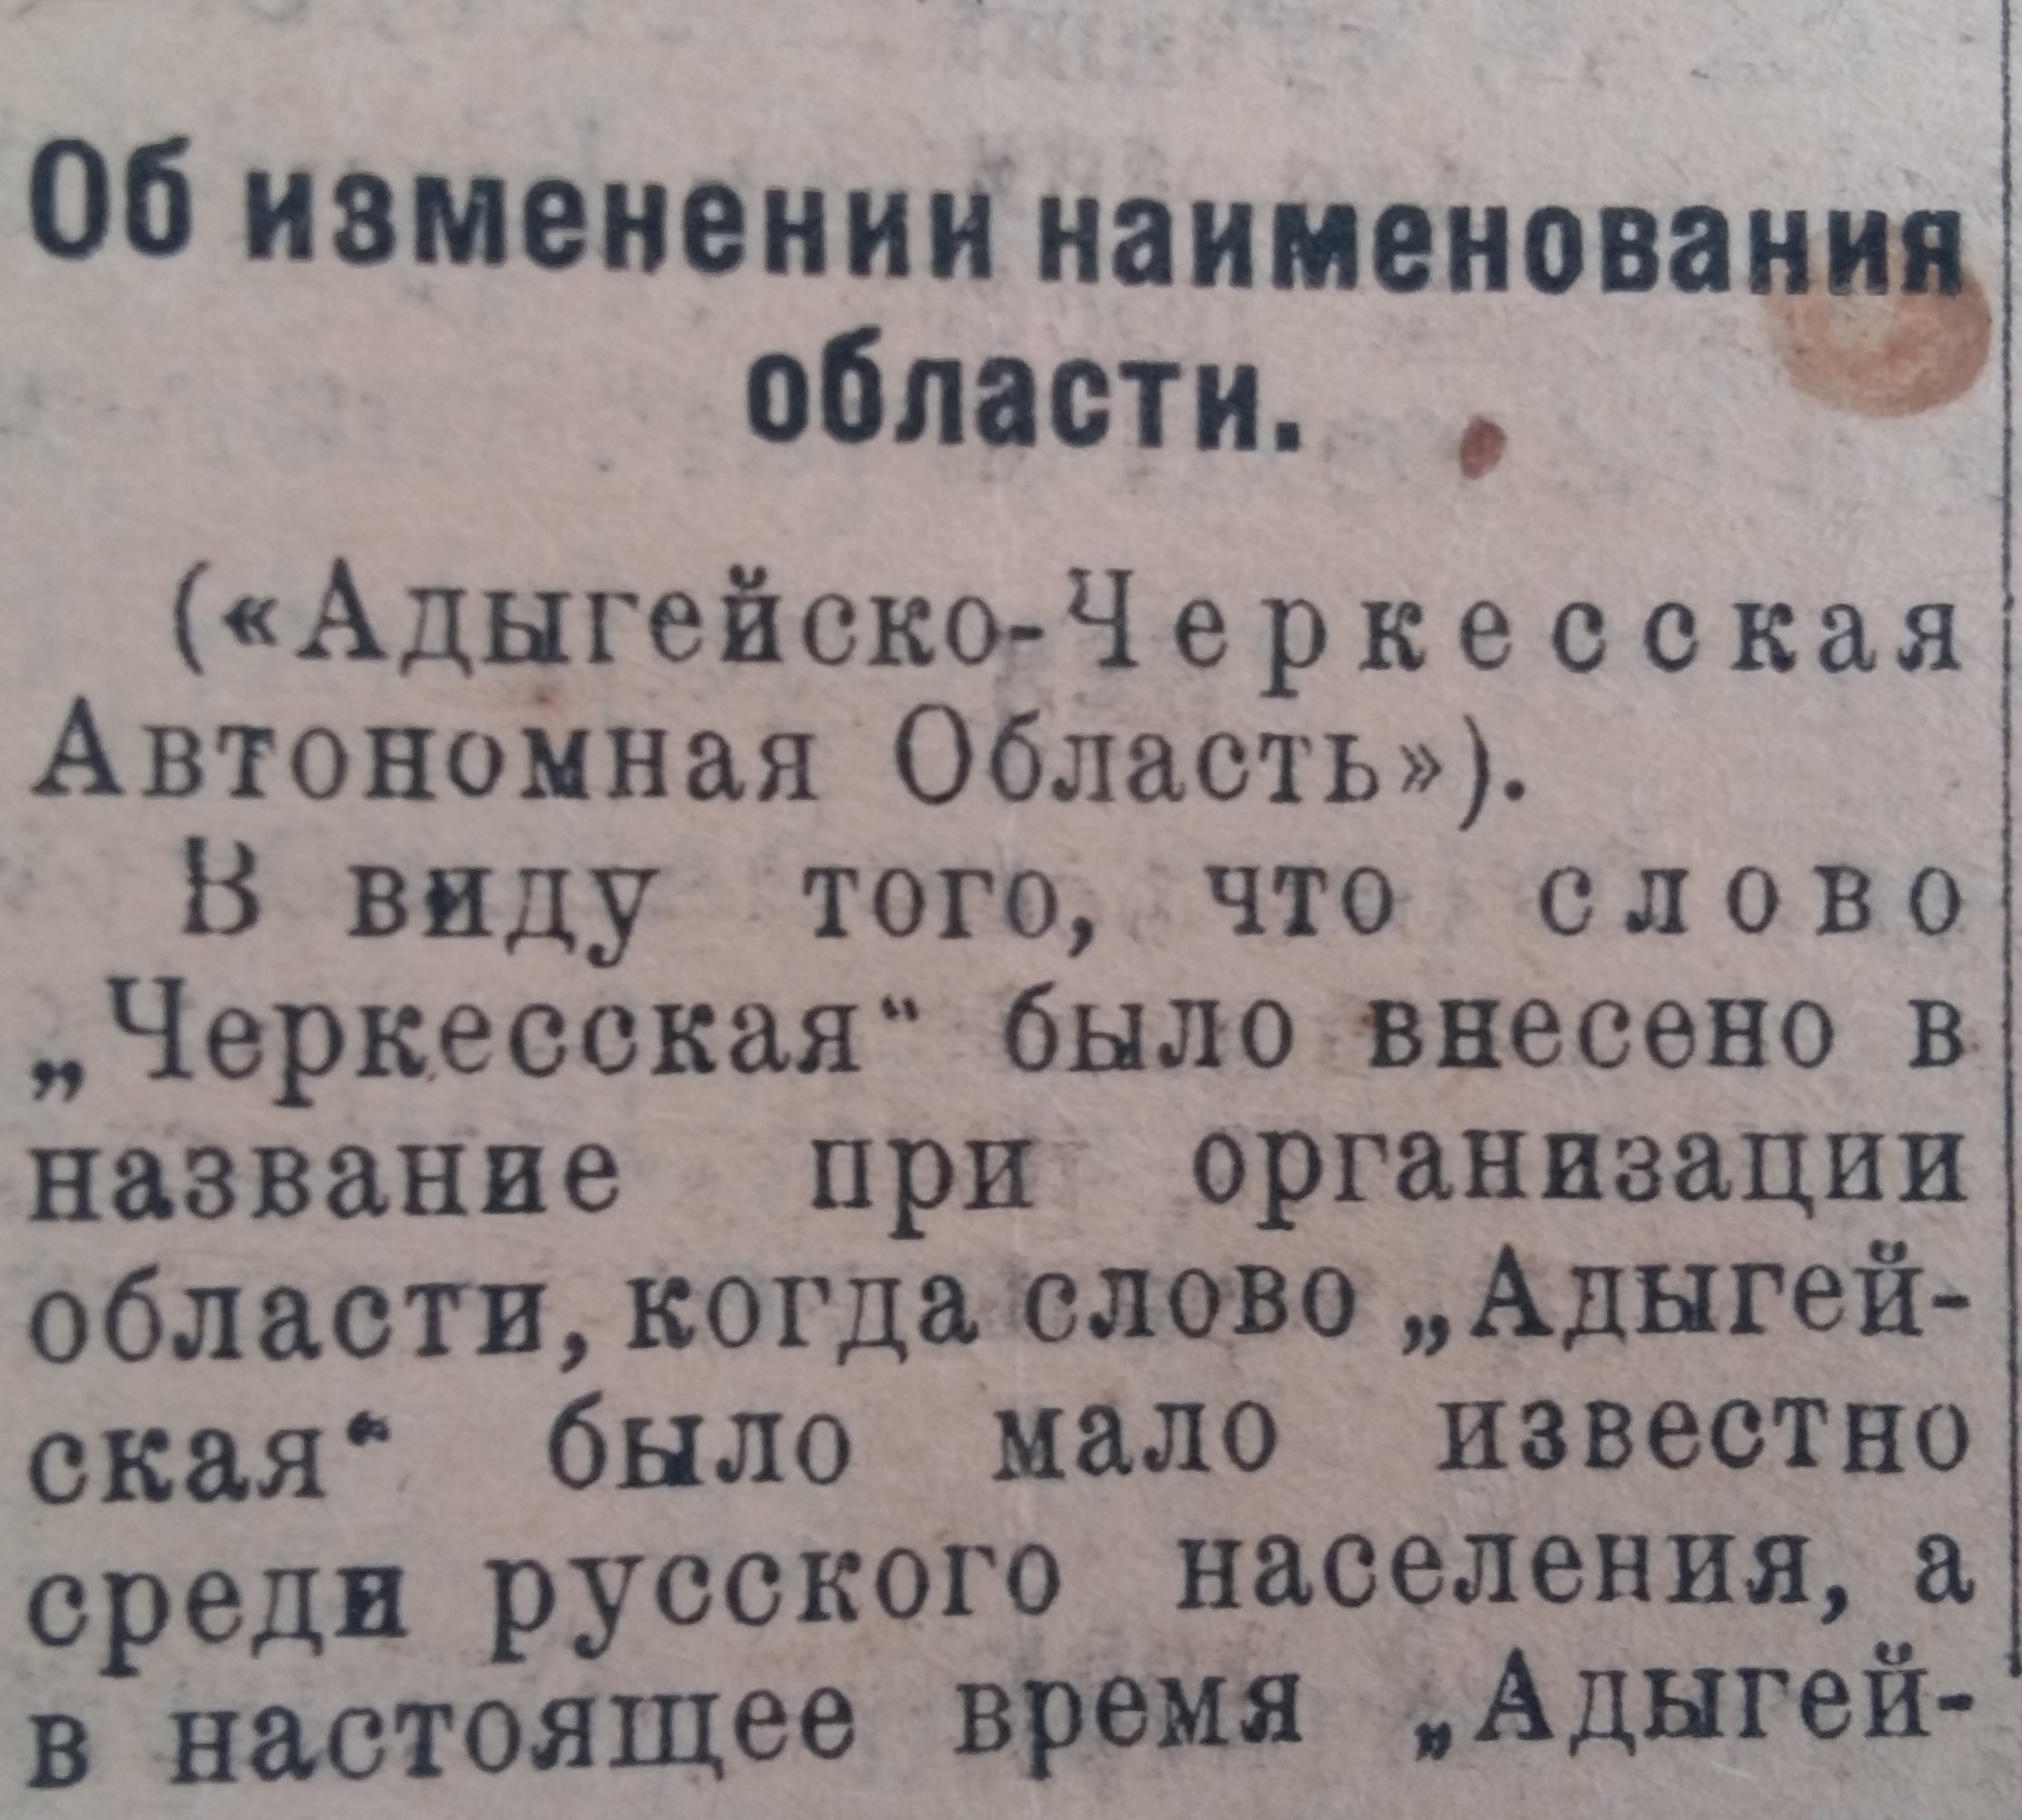 Об изменении наименования
области.
(«Адыгейско-Черкесская
Автономная Область»).
В виду того, что слово
„Черкесская“ было внесено в
название при организации
области, когда слово „Адыгей-
ская“ было мало известно
среди русского населения, а
в настоящее время „Адыгей-